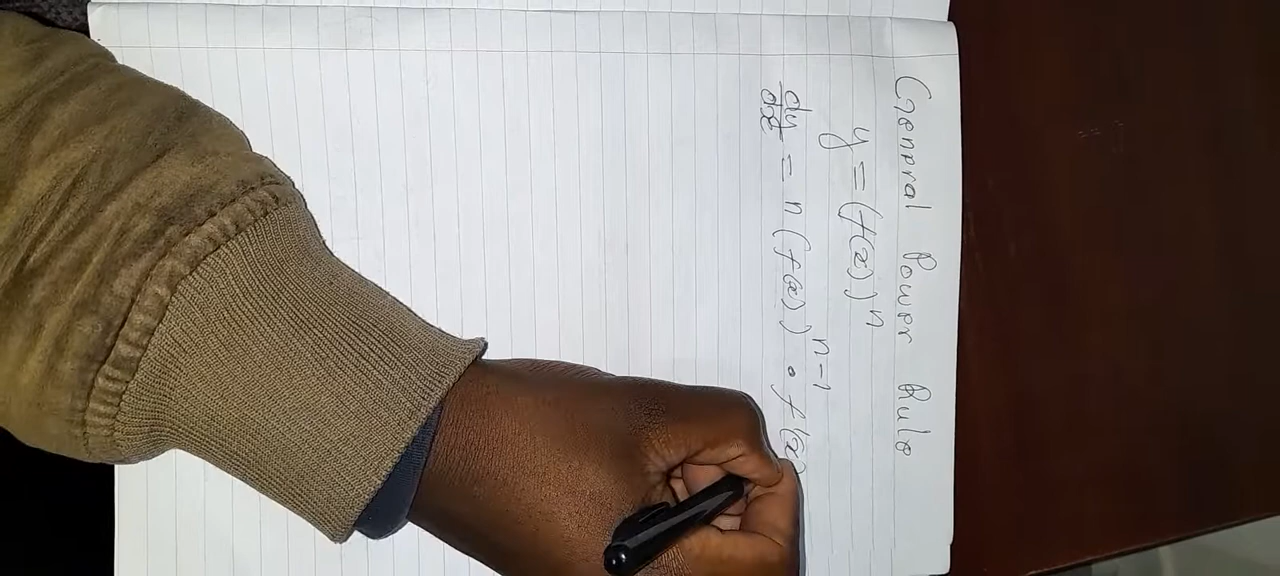 General Power Rule
y = (f(x))^n
dy/dx = n (f(x))^{n-1} • f'(x)